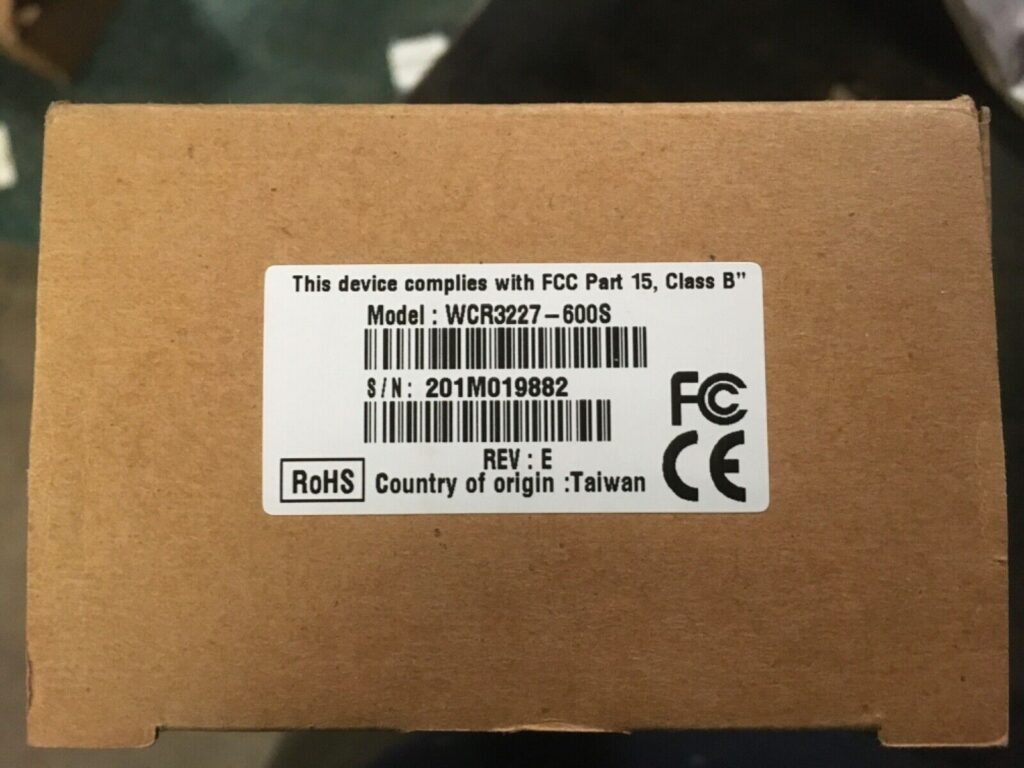 This device complies with FCC Part 15, Class B”
Model : WCR3227-600S
S/N: 201M019882
FC
CE
REV : E
RoHS Country of origin :Taiwan